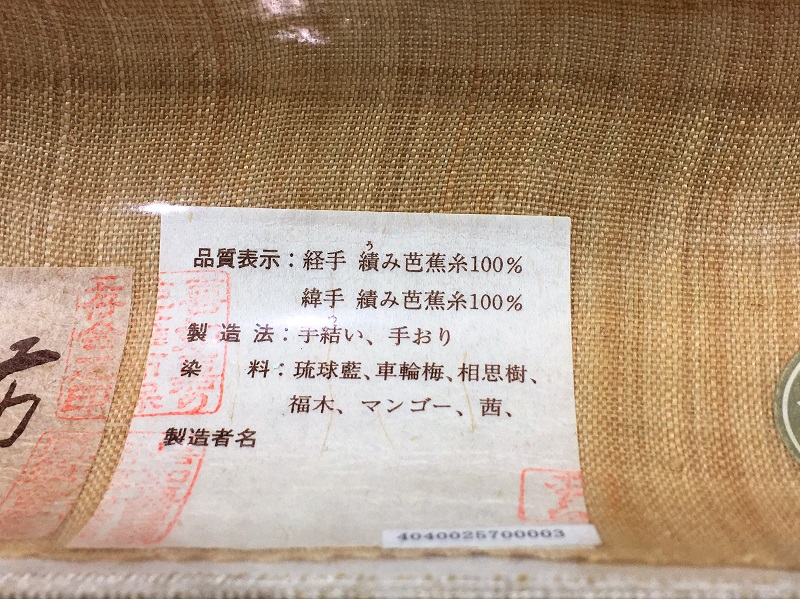 品質表示：経手 績み芭蕉糸100%
緯手 績み芭蕉糸100%
製造法：手結い、手おり
染　料：琉球藍、車輪梅、相思樹、
福木、マンゴー、茜、
製造者名
4040025700003